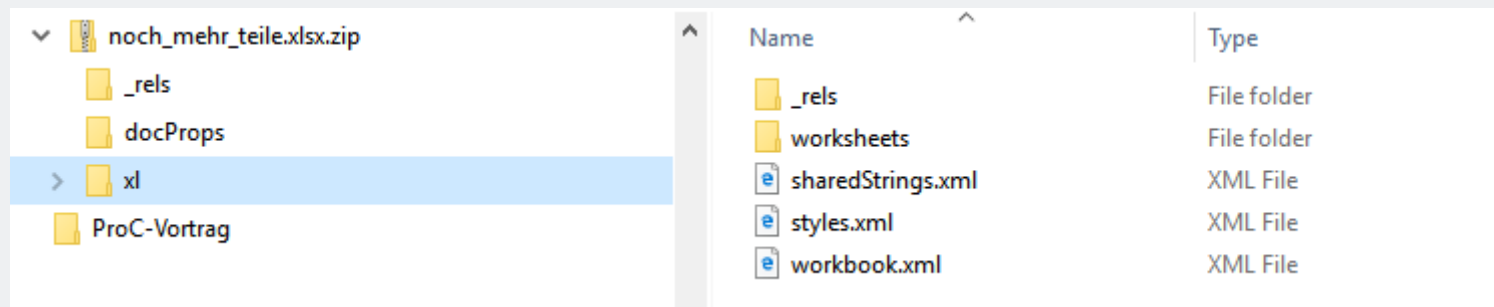 noch_mehr_teile.xlsx.zip
_rels
docProps
xl
ProC-Vortrag
Name Type
_rels File folder
worksheets File folder
sharedStrings.xml XML File
styles.xml XML File
workbook.xml XML File